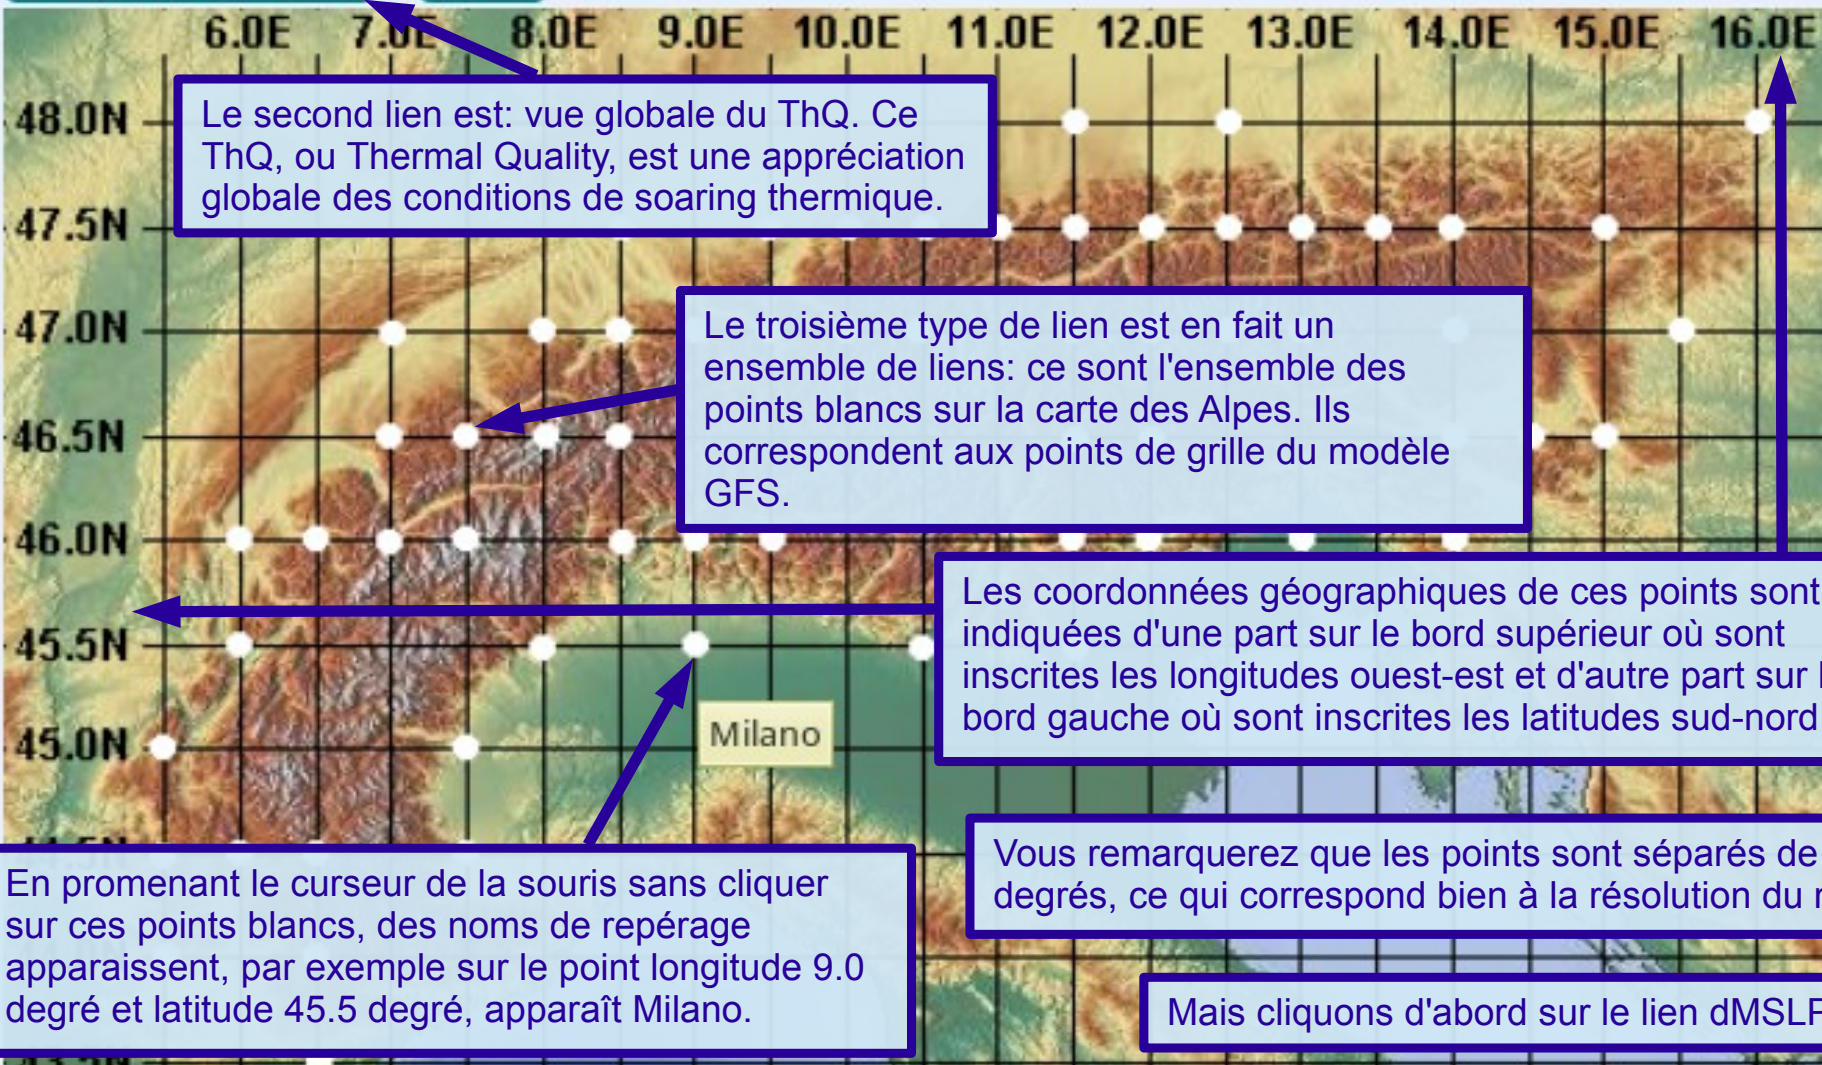 6.0E 7.0E 8.0E 9.0E 10.0E 11.0E 12.0E 13.0E 14.0E 15.0E 16.0E
48.0N
Le second lien est: vue globale du ThQ. Ce
ThQ, ou Thermal Quality, est une appréciation
globale des conditions de soaring thermique.
47.5N
47.0N
Le troisième type de lien est en fait un
ensemble de liens: ce sont l'ensemble des
points blancs sur la carte des Alpes. Ils
correspondent aux points de grille du modèle
GFS.
46.5N
46.0N
Les coordonnées géographiques de ces points sont
indiquées d'une part sur le bord supérieur où sont
inscrites les longitudes ouest-est et d'autre part sur
bord gauche où sont inscrites les latitudes sud-nord
45.5N
45.0N
Milano
Vous remarquerez que les points sont séparés de
degrés, ce qui correspond bien à la résolution du
En promenant le curseur de la souris sans cliquer
sur ces points blancs, des noms de repérage
apparaissent, par exemple sur le point longitude 9.0
degré et latitude 45.5 degré, apparaît Milano.
Mais cliquons d'abord sur le lien dMSLP